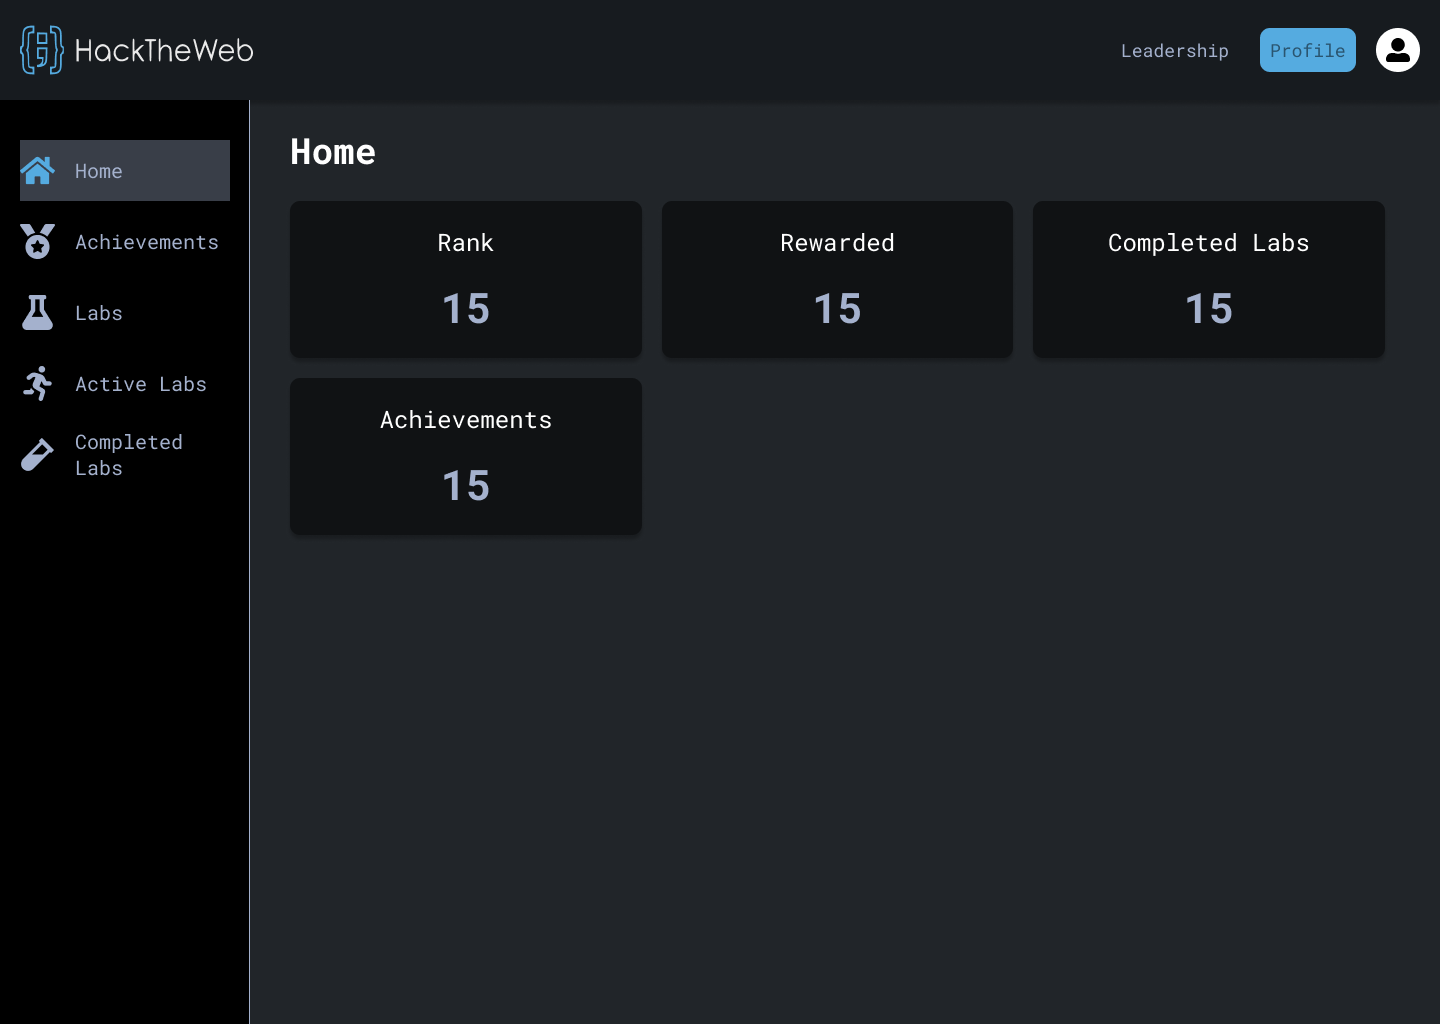 HackTheWeb
Leadership
Profile
Home
Achievements
Labs
Active Labs
Completed
Labs
Home
Rank
15
Rewarded
15
Completed Labs
15
Achievements
15